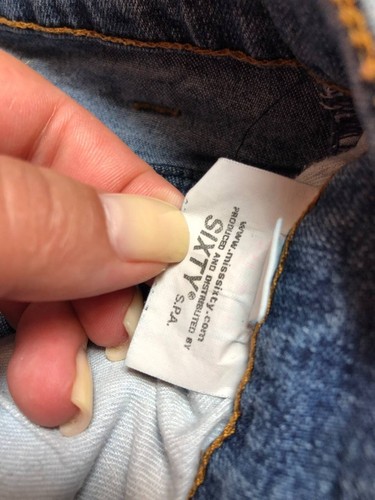 www.misssixty.com
PRODUCED AND DISTRIBUTED BY
SIXTY® S.P.A.